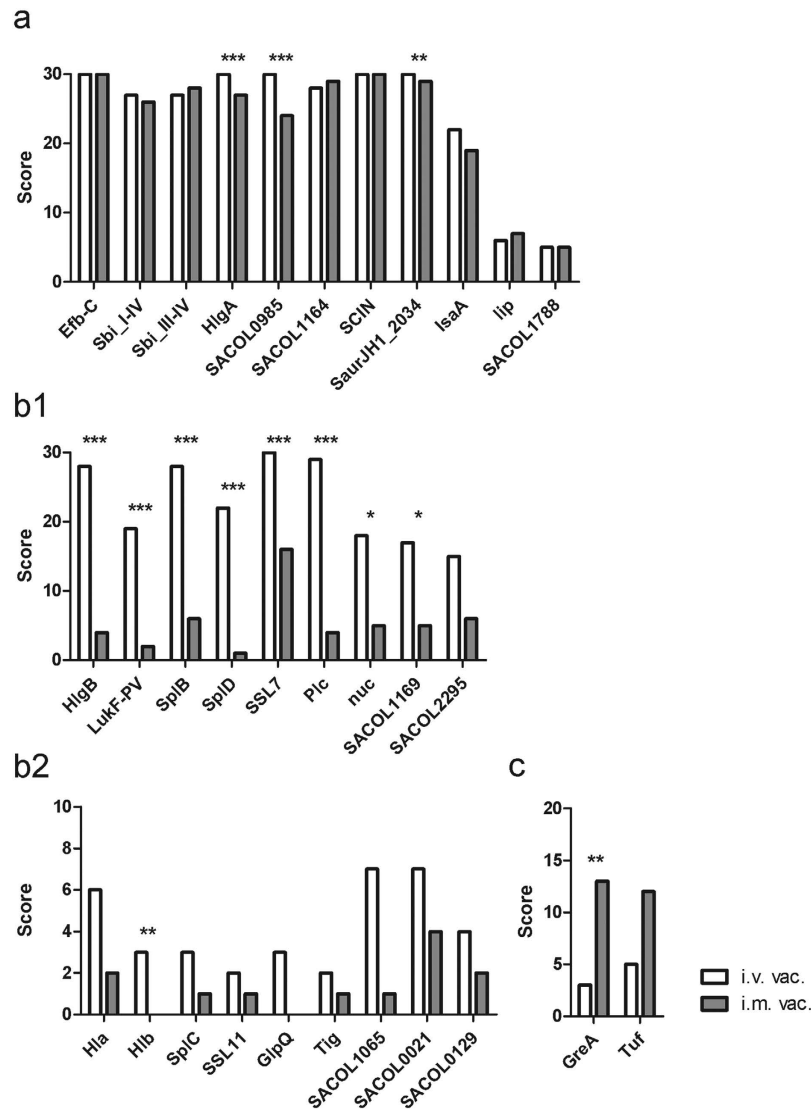 a
*** *** **
30
20
10
0
Score
Efb-C
Sbi_I-IV
Sbi_III-IV
HlgA
SACOL0985
SACOL1164
SCIN
SaurJH1_2034
IsaA
lip
SACOL1788
b1
*** *** *** *** *** * *
30
20
10
0
Score
HlgB
LukF-PV
SplB
SplD
SSL7
Plc
nuc
SACOL1169
SACOL2295
b2
**
10
8
6
4
2
0
Score
Hla
Hlb
SplC
SSL11
GlpQ
Tig
SACOL1065
SACOL0021
SACOL0129
c
**
20
15
10
5
0
Score
GreA
Tuf
i.v. vac.
i.m. vac.